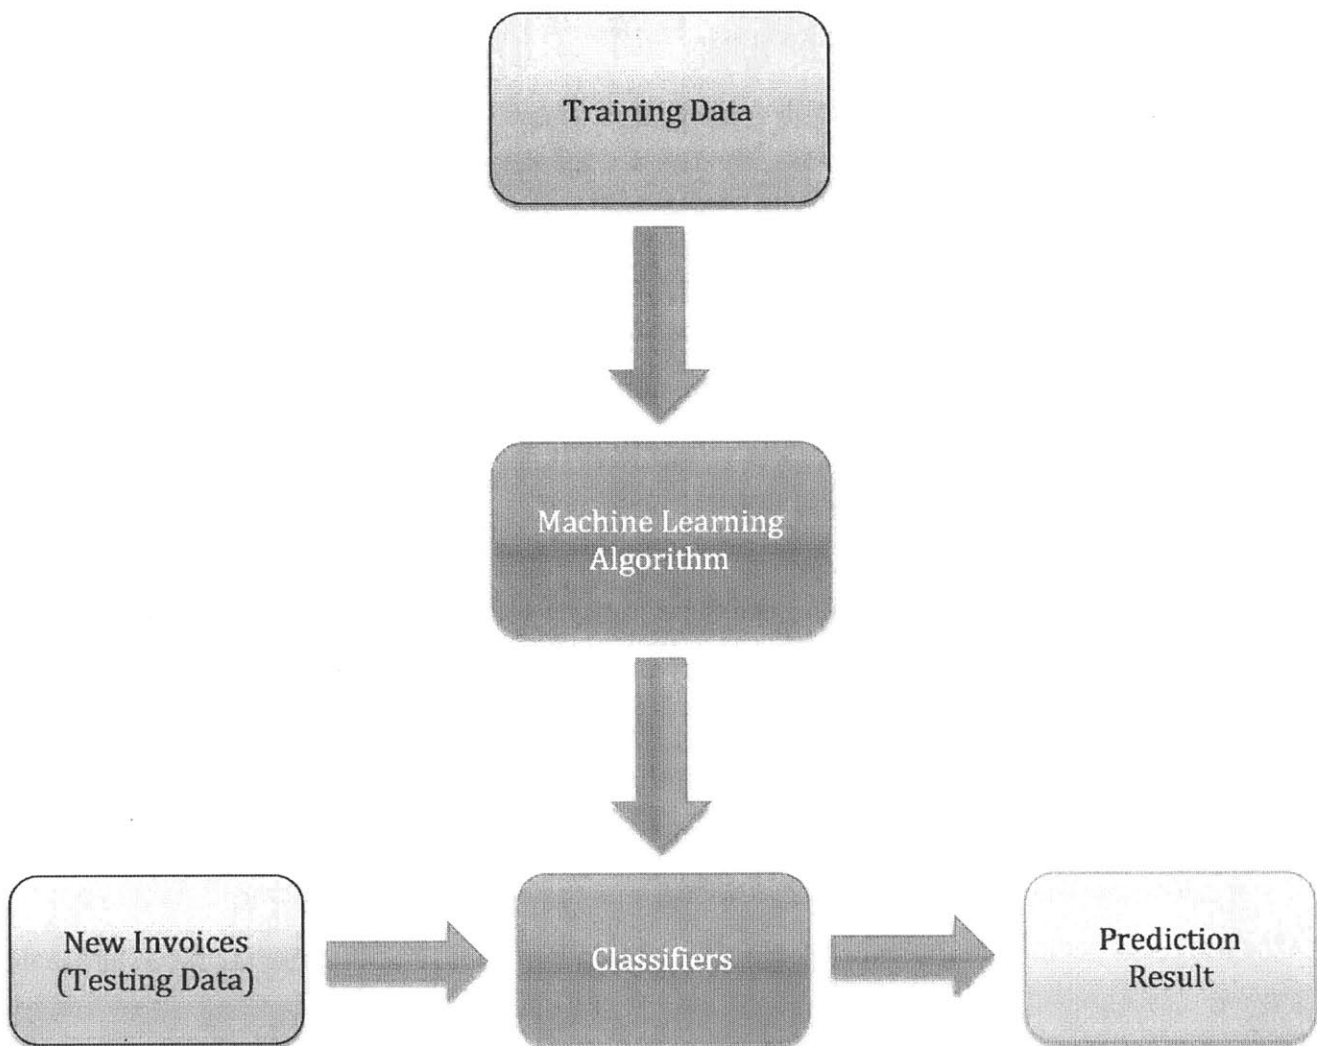 Training Data
Machine Learning
Algorithm
New Invoices
(Testing Data)
Classifiers
Prediction
Result